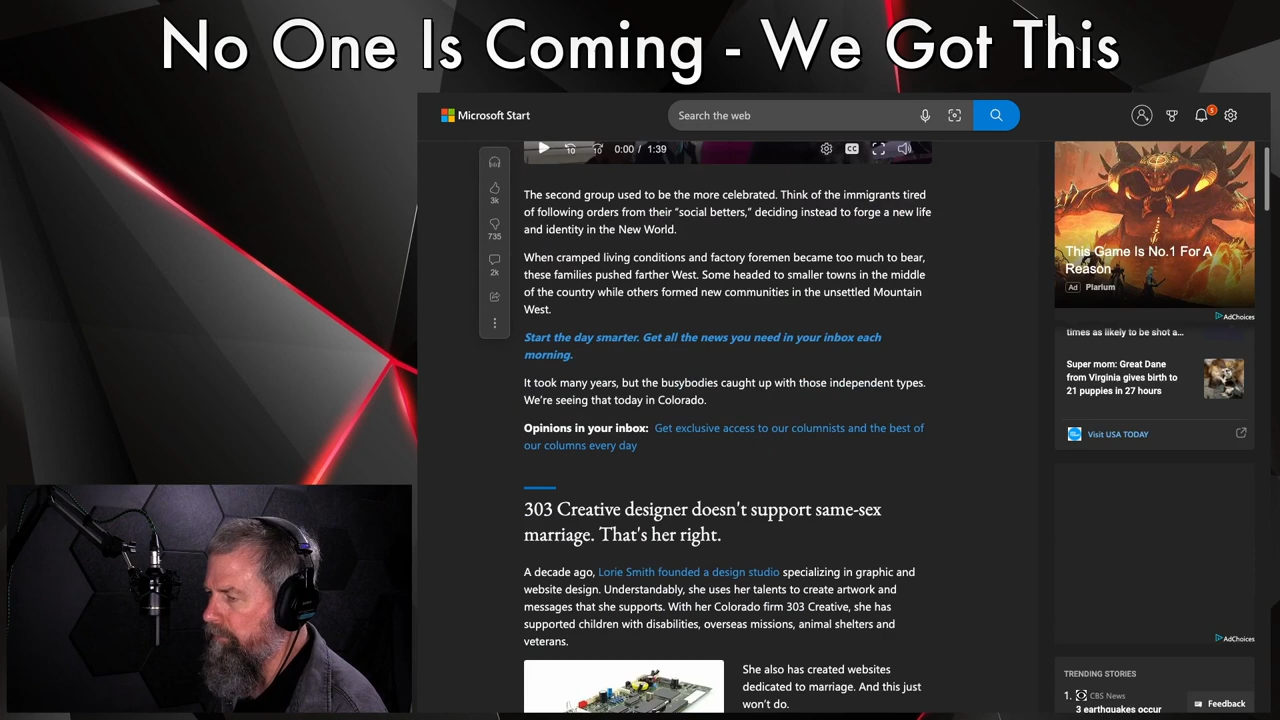 No One Is Coming - We Got This
Microsoft Start
Search the web
5
10
10
0:00 / 1:39
CC
3k
735
2k
The second group used to be the more celebrated. Think of the immigrants tired
of following orders from their “social betters,” deciding instead to forge a new life
and identity in the New World.
When cramped living conditions and factory foremen became too much to bear,
these families pushed farther West. Some headed to smaller towns in the middle
of the country while others formed new communities in the unsettled Mountain
West.
Start the day smarter. Get all the news you need in your inbox each
morning.
It took many years, but the busybodies caught up with those independent types.
We’re seeing that today in Colorado.
Opinions in your inbox: Get exclusive access to our columnists and the best of
our columns every day
303 Creative designer doesn't support same-sex
marriage. That's her right.
A decade ago, Lorie Smith founded a design studio specializing in graphic and
website design. Understandably, she uses her talents to create artwork and
messages that she supports. With her Colorado firm 303 Creative, she has
supported children with disabilities, overseas missions, animal shelters and
veterans.
She also has created websites
dedicated to marriage. And this just
won’t do.
This Game Is No.1 For A
Reason
Ad Plarium
AdChoices
times as likely to be shot a...
Super mom: Great Dane
from Virginia gives birth to
21 puppies in 27 hours
Visit USA TODAY
AdChoices
TRENDING STORIES
1. CBS News
3 earthquakes occur
Feedback